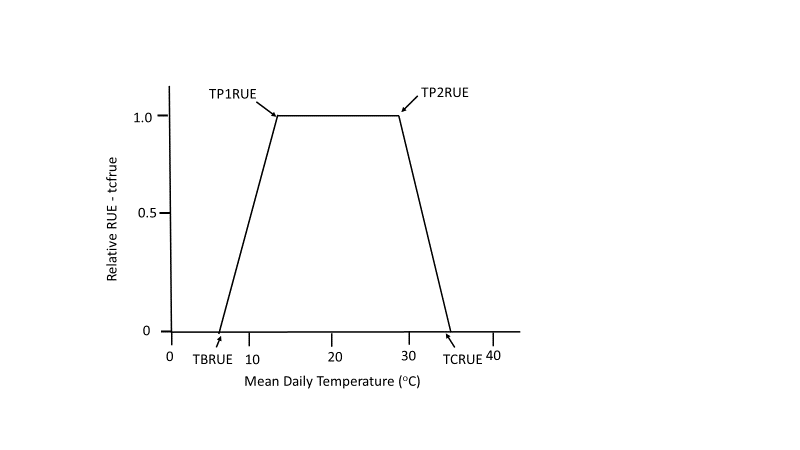 TP1RUE
TP2RUE
1.0
0.5
0
Relative RUE - tcfrue
0
TBRUE
10
20
30
TCRUE
40
Mean Daily Temperature (ºC)